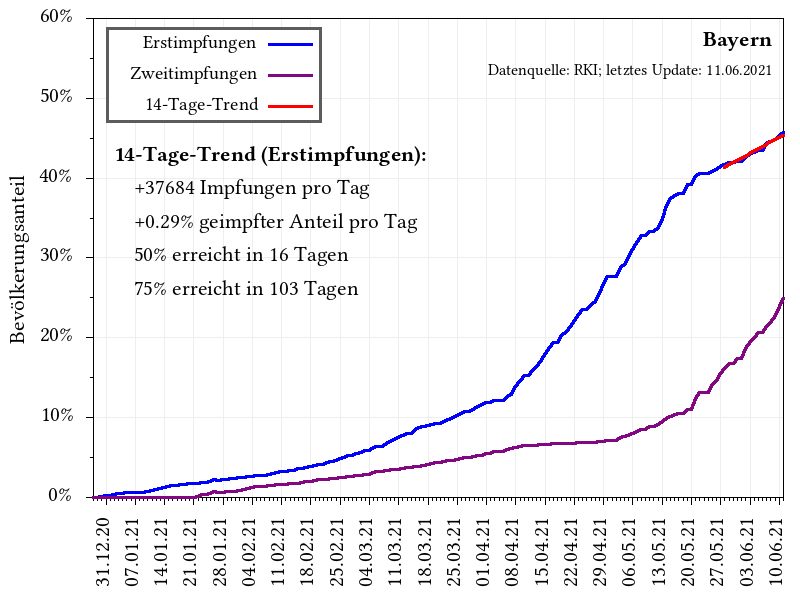 60%
50%
40%
30%
20%
10%
0%
Bevölkerungsanteil
Erstimpfungen
Zweitimpfungen
14-Tage-Trend
Bayern
Datenquelle: RKI; letztes Update: 11.06.2021
14-Tage-Trend (Erstimpfungen):
+37684 Impfungen pro Tag
+0.29% geimpfter Anteil pro Tag
50% erreicht in 16 Tagen
75% erreicht in 103 Tagen
31.12.20
07.01.21
14.01.21
21.01.21
28.01.21
04.02.21
11.02.21
18.02.21
25.02.21
04.03.21
11.03.21
18.03.21
25.03.21
01.04.21
08.04.21
15.04.21
22.04.21
29.04.21
06.05.21
13.05.21
20.05.21
27.05.21
03.06.21
10.06.21